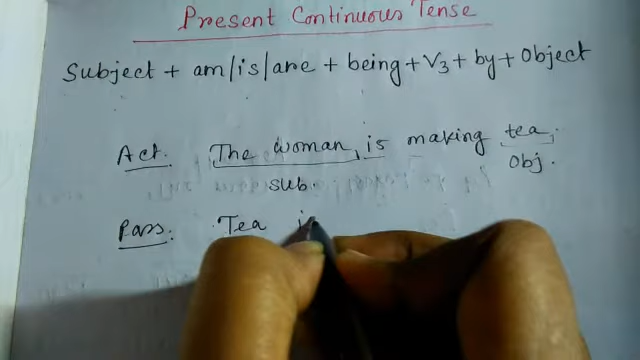 Present Continuous Tense
Subject + am/is/are + being + V₃ + by + Object
Act. The woman, is making tea.
sub. Obj.
Pass: Tea